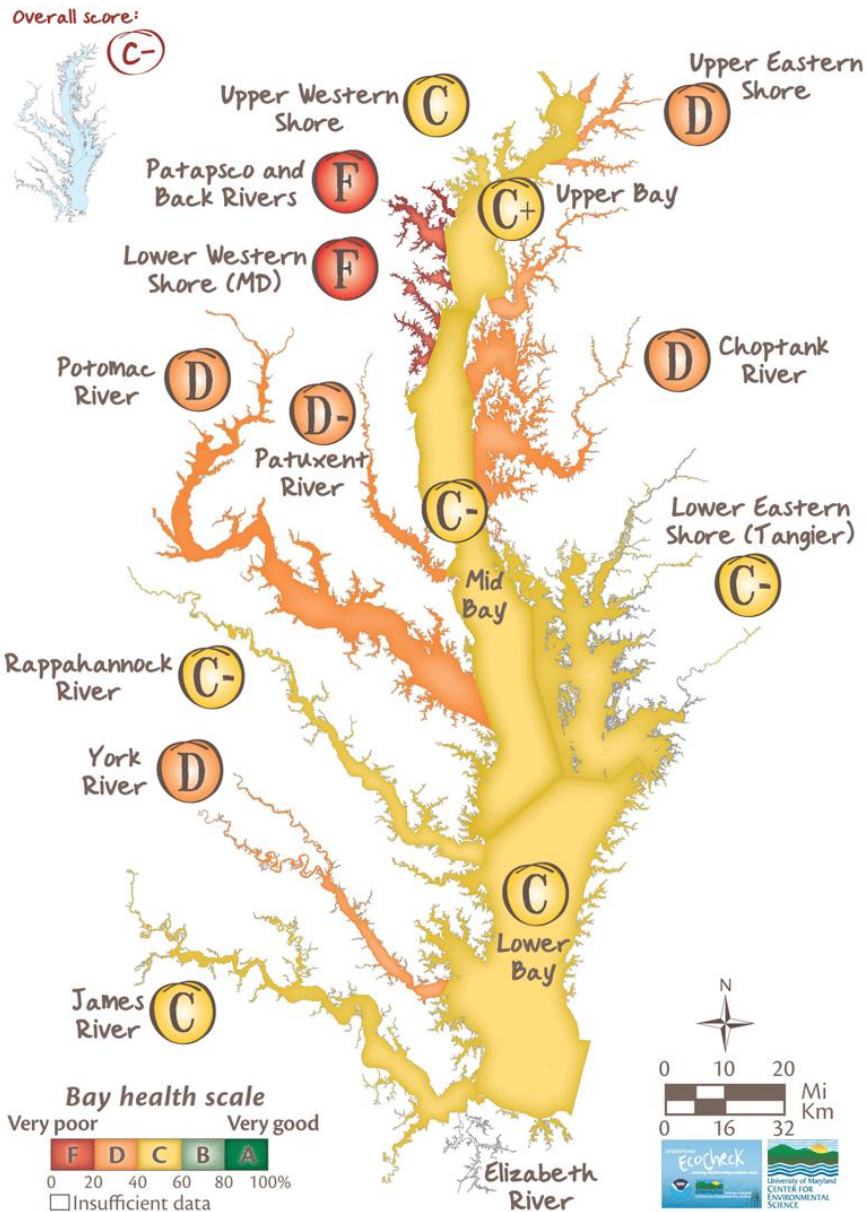 Overall score:
C-
Upper Western
Shore
C
Upper Eastern
Shore
D
Patapsco and
Back Rivers
F
C+
Upper Bay
Lower Western
Shore (MD)
F
Potomac
River
D
D-
Patuxent
River
D
Choptank
River
C-
Mid
Bay
Lower Eastern
Shore (Tangier)
C-
Rappahannock
River
C-
York
River
D
C
Lower
Bay
James
River
C
Elizabeth
River
N
0 10 20
Mi
Km
0 16 32
Bay health scale
Very poor Very good
F D C B A
0 20 40 60 80 100%
Insufficient data
EcoCheck
University of Maryland
CENTER FOR
ENVIRONMENTAL
SCIENCE